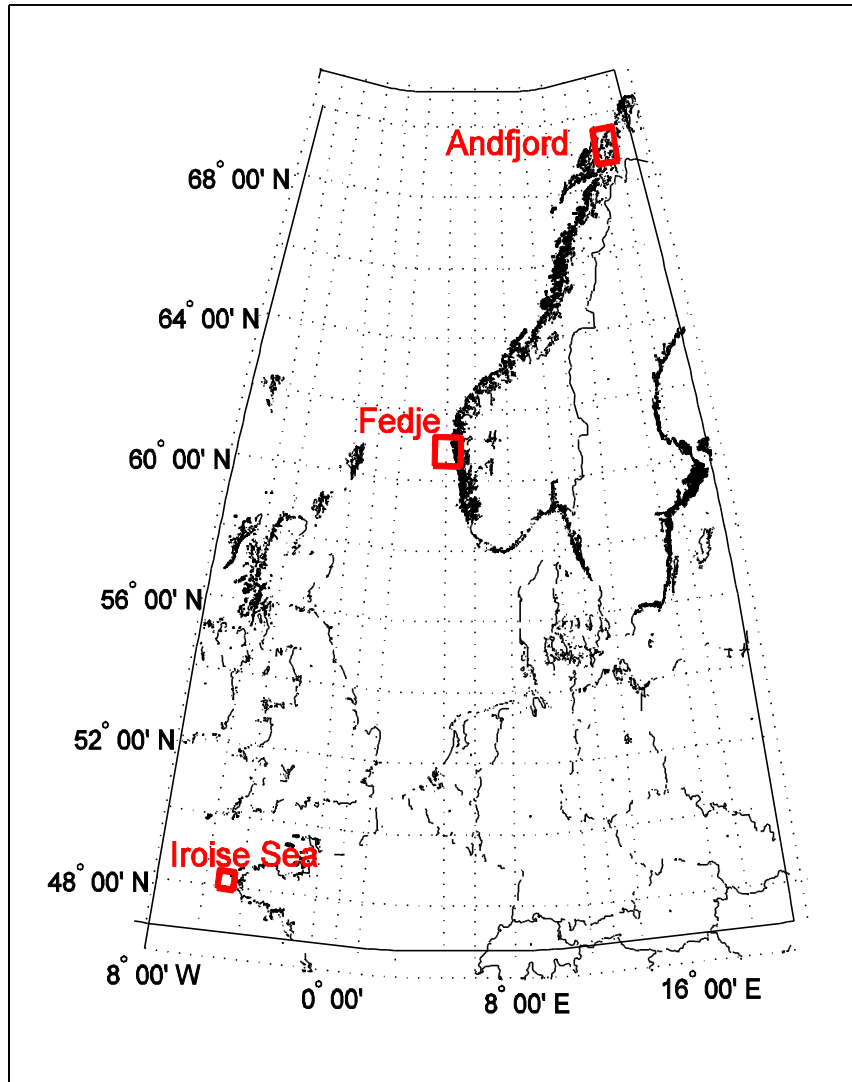 Andfjord
68° 00' N
64° 00' N
Fedje
60° 00' N
56° 00' N
52° 00' N
Iroise Sea
48° 00' N
8° 00' W
0° 00'
8° 00' E
16° 00' E